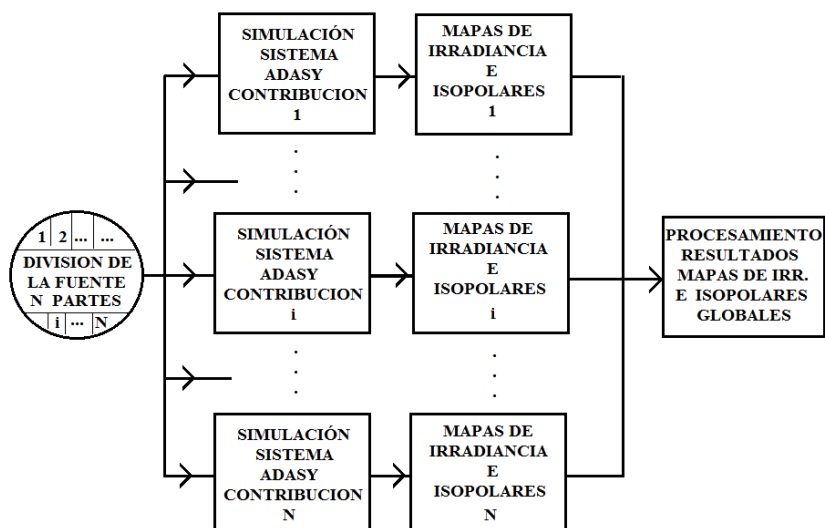 SIMULACIÓN
SISTEMA
ADASY
CONTRIBUCION
1
MAPAS DE
IRRADIANCIA
E
ISOPOLARES
1
1 2 ... ...
DIVISION DE
LA FUENTE
N PARTES
i ... N
SIMULACIÓN
SISTEMA
ADASY
CONTRIBUCION
i
MAPAS DE
IRRADIANCIA
E
ISOPOLARES
i
PROCESAMIENTO
RESULTADOS
MAPAS DE IRR.
E ISOPOLARES
GLOBALES
SIMULACIÓN
SISTEMA
ADASY
CONTRIBUCION
N
MAPAS DE
IRRADIANCIA
E
ISOPOLARES
N